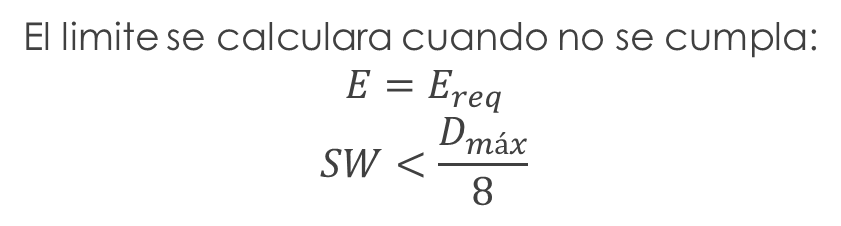 El limite se calculara cuando no se cumpla:
E = E_req
SW < D_máx / 8